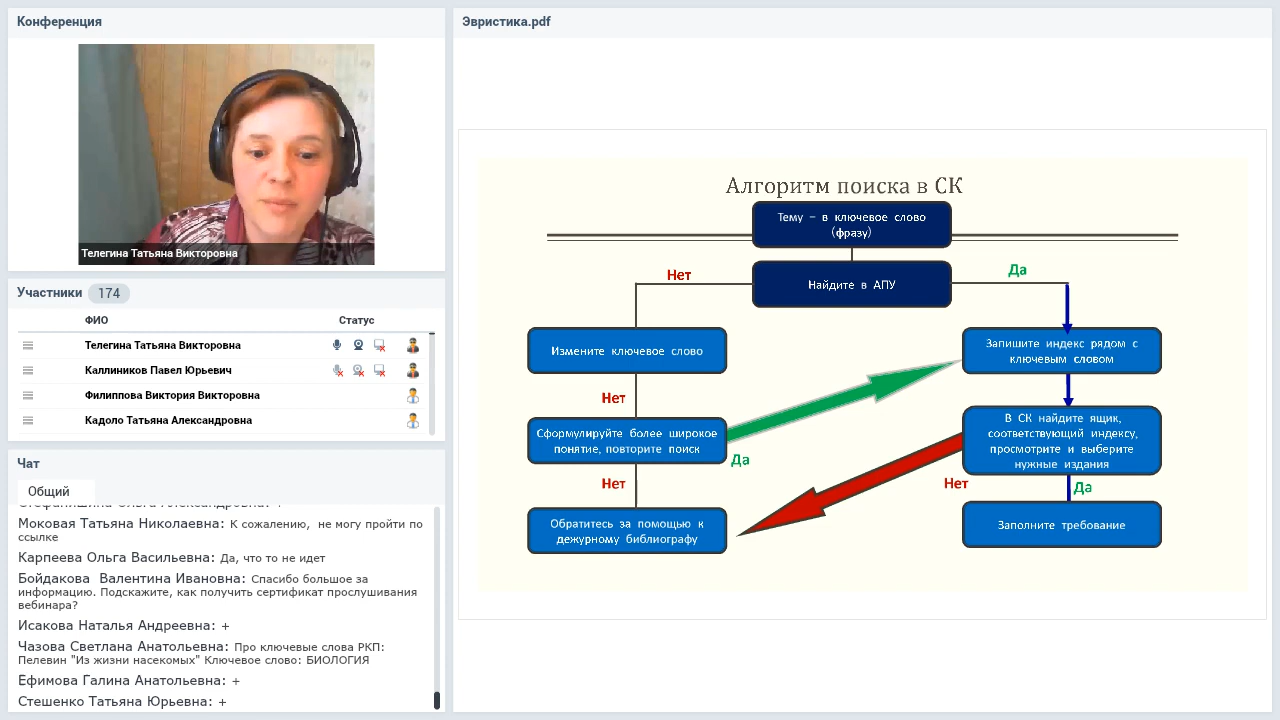 Конференция
Телегина Татьяна Викторовна
Участники 174
ФИО Статус
Телегина Татьяна Викторовна
Каллиников Павел Юрьевич
Филиппова Виктория Викторовна
Кадоло Татьяна Александровна
Чат
Общий
Моковая Татьяна Николаевна: К сожалению, не могу пройти по
ссылке
Карпеева Ольга Васильевна: Да, что то не идет
Бойдакова Валентина Ивановна: Спасибо большое за
информацию. Подскажите, как получить сертификат прослушивания
вебинара?
Исакова Наталья Андреевна: +
Чазова Светлана Анатольевна: Про ключевые слова РКП:
Пелевин "Из жизни насекомых" Ключевое слово: БИОЛОГИЯ
Ефимова Галина Анатольевна: +
Стешенко Татьяна Юрьевна: +
Эвристика.pdf
Алгоритм поиска в СК
Тему – в ключевое слово
(фразу)
Нет
Найдите в АПУ
Да
Измените ключевое слово
Запишите индекс рядом с
ключевым словом
Нет
Сформулируйте более широкое
понятие, повторите поиск
Да
В СК найдите ящик,
соответствующий индексу,
просмотрите и выберите
нужные издания
Нет
Нет
Да
Обратитесь за помощью к
дежурному библиографу
Заполните требование